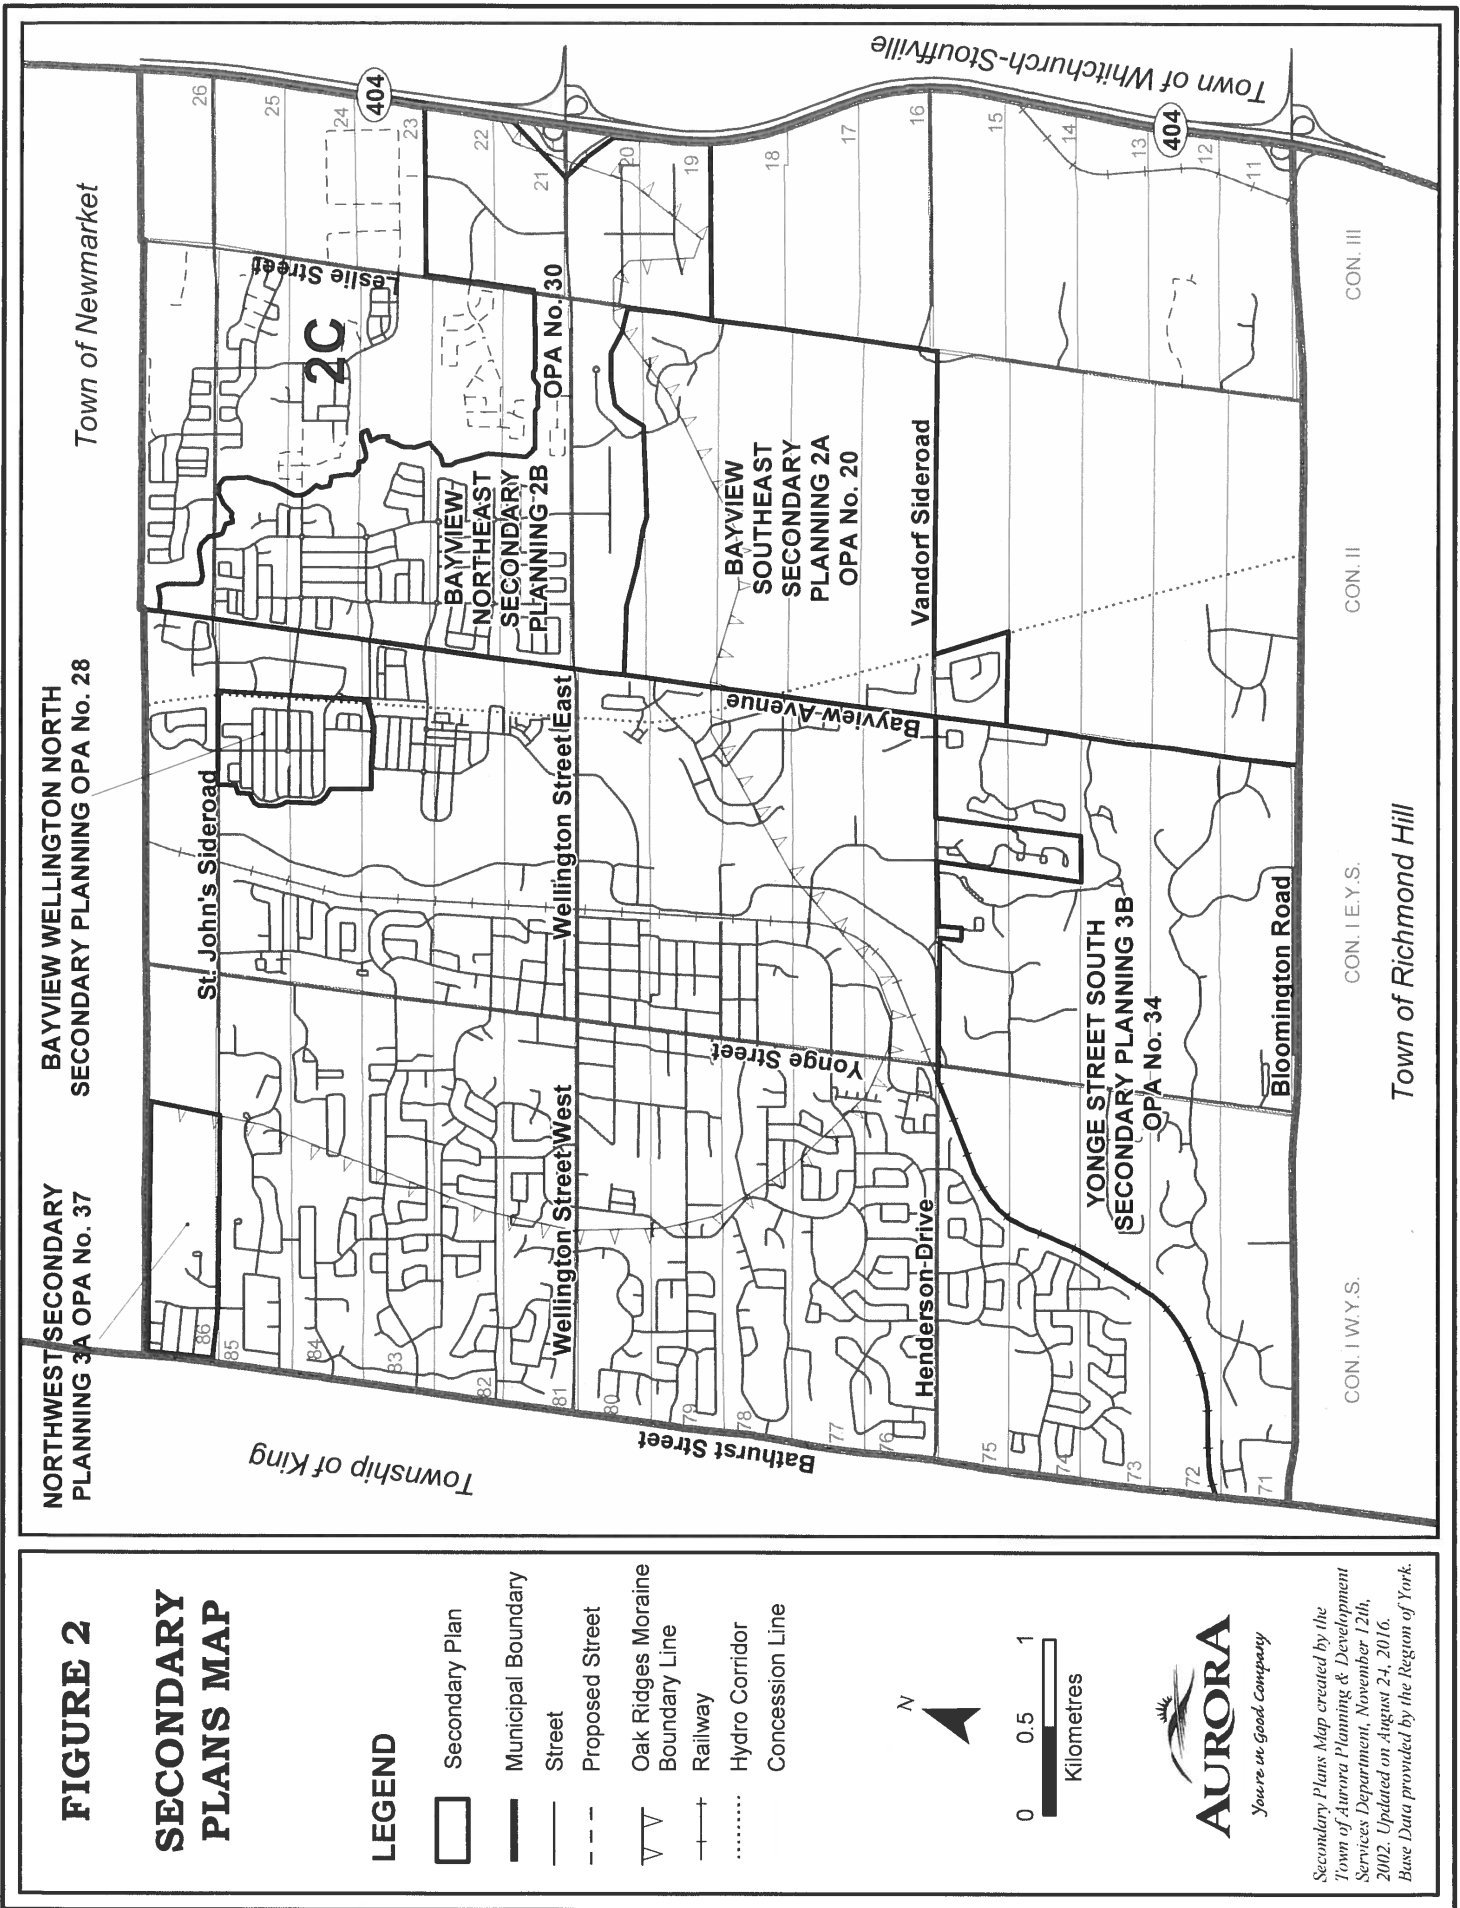 FIGURE 2
SECONDARY
PLANS MAP
LEGEND
Secondary Plan
Municipal Boundary
Street
Proposed Street
Oak Ridges Moraine
Boundary Line
Railway
Hydro Corridor
Concession Line
N
0 0.5 1
Kilometres
AURORA
You're in Good Company
Secondary Plans Map created by the
Town of Aurora Planning & Development
Services Department, November 12th,
2002. Updated on August 24, 2016.
Base Data provided by the Region of York.
NORTHWEST SECONDARY
PLANNING 3A OPA No. 37
BAYVIEW WELLINGTON NORTH
SECONDARY PLANNING OPA No. 28
Town of Newmarket
Township of King
Town of Whitchurch-Stouffville
Town of Richmond Hill
St. John's Sideroad
Leslie Street
2C
404
404
BAYVIEW
NORTHEAST
SECONDARY
PLANNING 2B
OPA No. 30
Wellington Street West
Wellington Street East
Bathurst Street
Yonge Street
Bayview Avenue
BAYVIEW
SOUTHEAST
SECONDARY
PLANNING 2A
OPA No. 20
Henderson Drive
Vandorf Sideroad
YONGE STREET SOUTH
SECONDARY PLANNING 3B
OPA No. 34
Bloomington Road
CON. I W.Y.S.
CON. I E.Y.S.
CON. II
CON. III
86
85
84
83
82
81
80
79
78
77
76
75
74
73
72
71
26
25
24
23
22
21
20
19
18
17
16
15
14
13
12
11